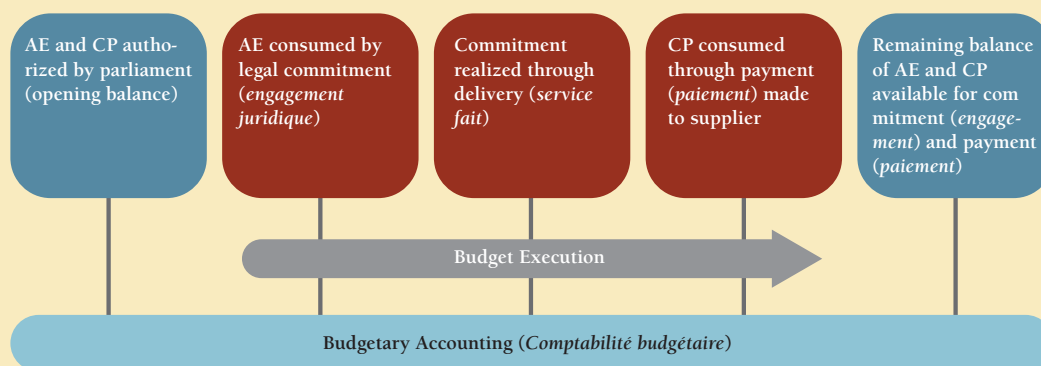 AE and CP autho-
rized by parliament
(opening balance)
AE consumed by
legal commitment
(engagement
juridique)
Commitment
realized through
delivery (service
fait)
CP consumed
through payment
(paiement) made
to supplier
Remaining balance
of AE and CP
available for com
mitment (engage-
ment) and payment
(paiement)
Budget Execution
Budgetary Accounting (Comptabilité budgétaire)